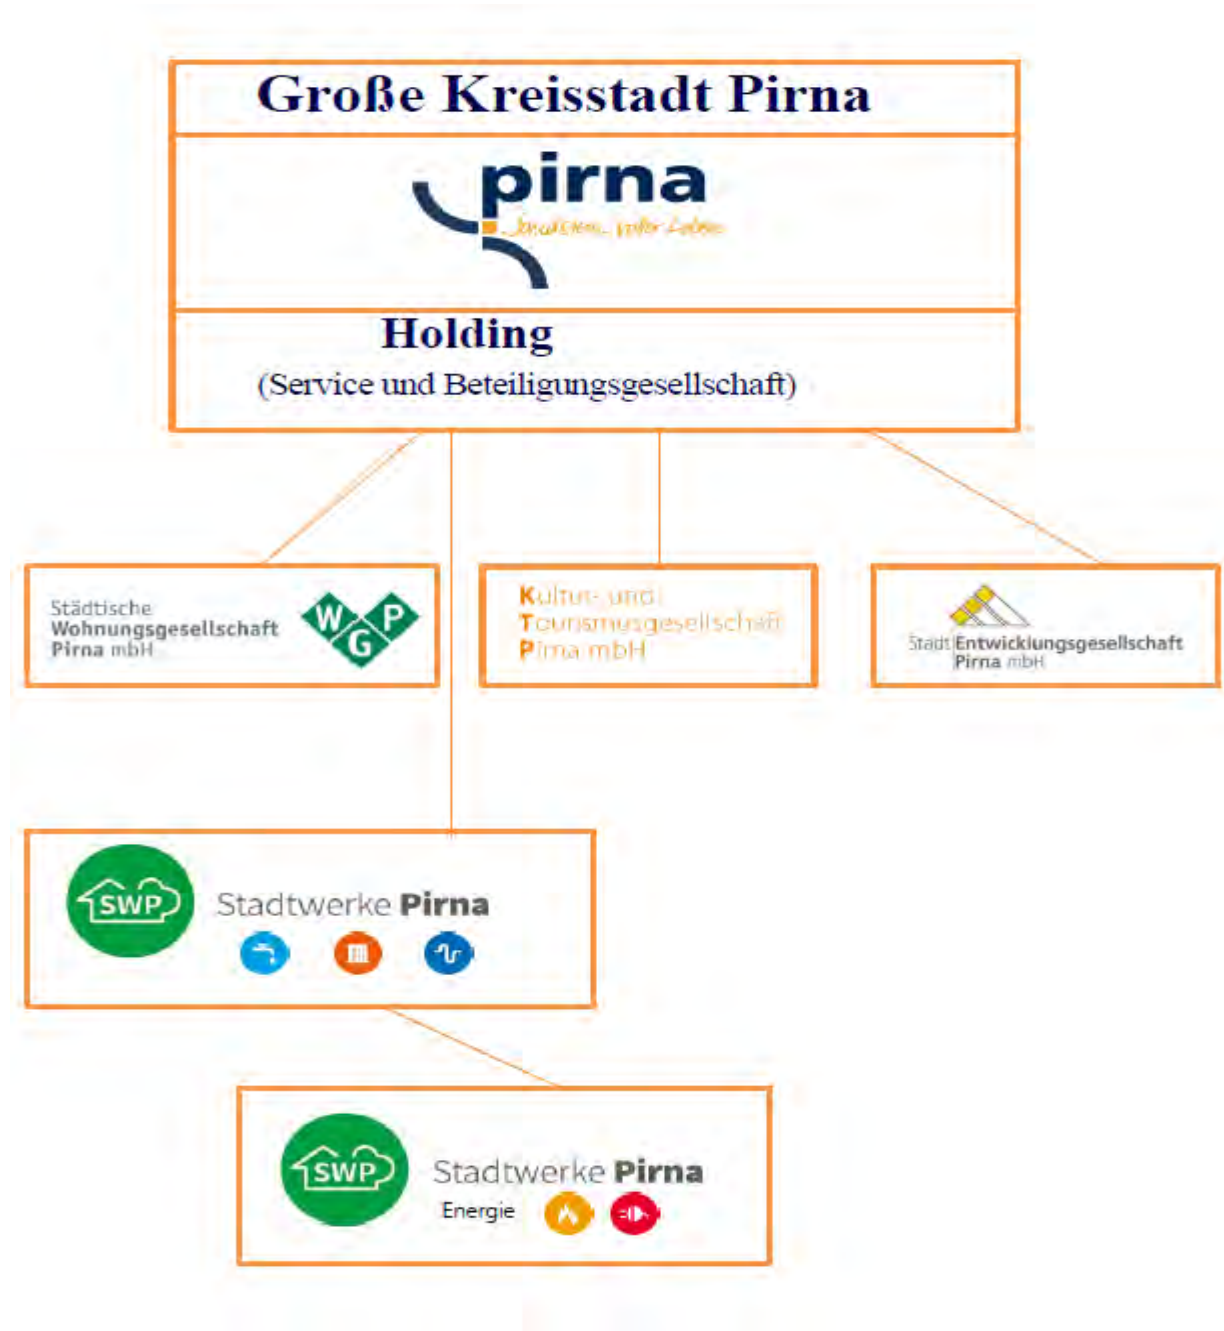 Große Kreisstadt Pirna
pirna
Holding
(Service und Beteiligungsgesellschaft)
Städtische
Wohnungsgesellschaft
Pirna mbH
W G P
Kultur- und
Tourismusgesellschaft
Pirna mbH
Stadt Entwicklungsgesellschaft
Pirna mbH
SWP
Stadtwerke Pirna
SWP
Stadtwerke Pirna
Energie